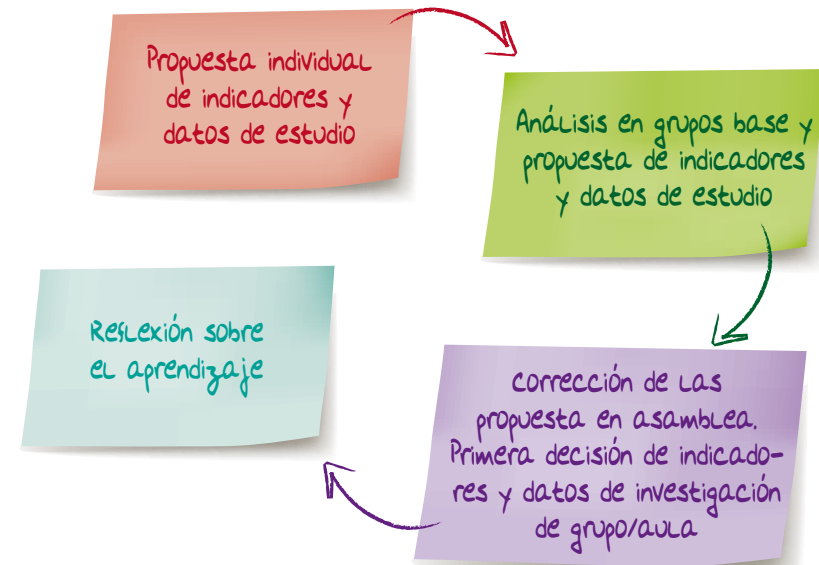 Propuesta individual
de indicadores y
datos de estudio
Análisis en grupos base y
propuesta de indicadores
y datos de estudio
Corrección de las
propuesta en asamblea.
Primera decisión de indicado-
res y datos de investigación
de grupo/aula
Reflexión sobre
el aprendizaje